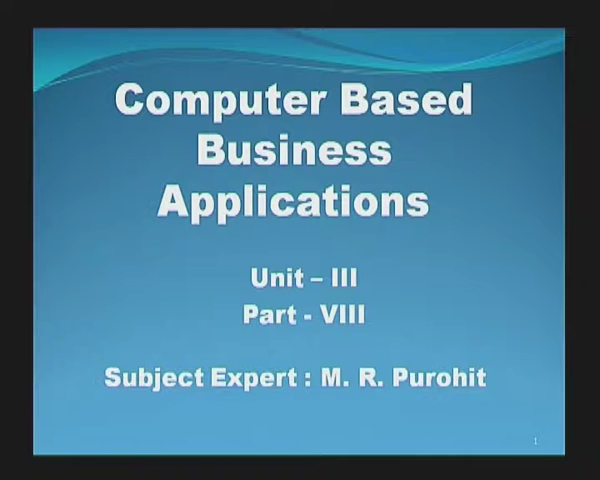 Computer Based
Business
Applications
Unit – III
Part - VIII
Subject Expert : M. R. Purohit
1